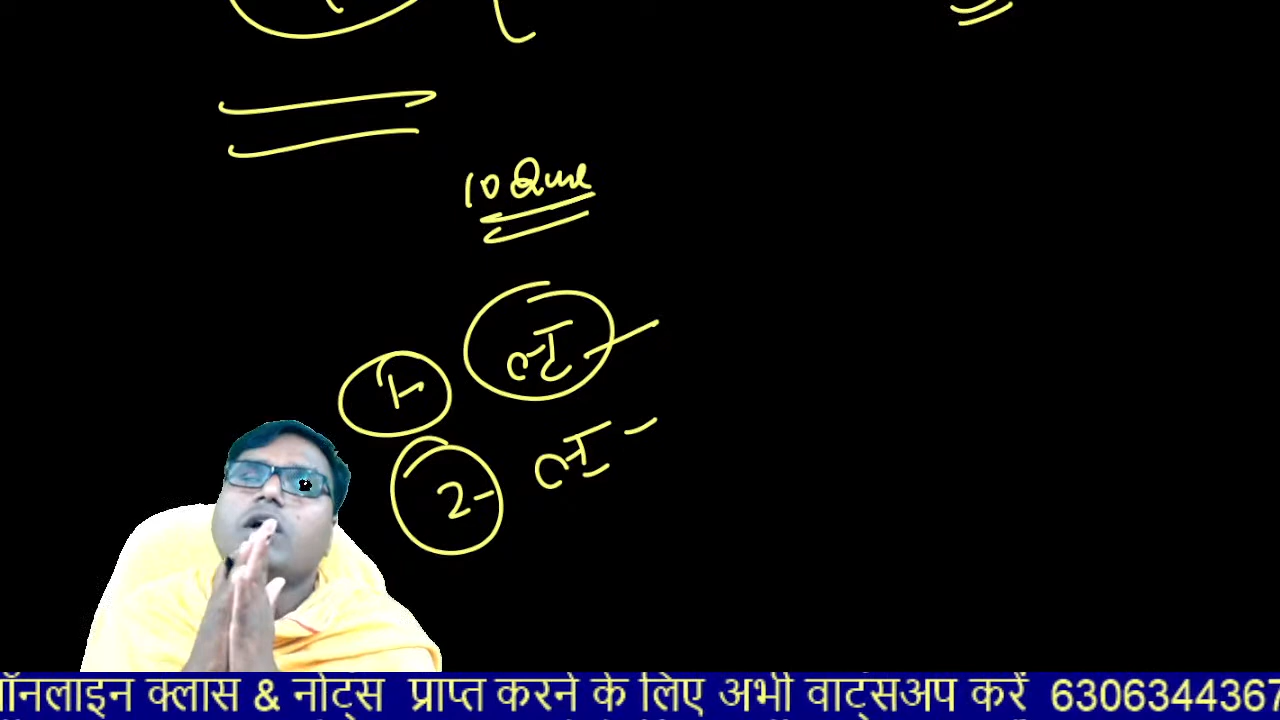 10 Que
1-
2-
ऑनलाइन क्लास & नोट्स प्राप्त करने के लिए अभी वाट्सअप करें 6306344367